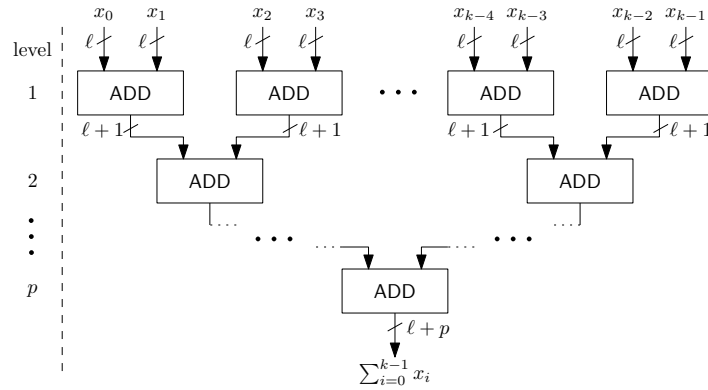 x_0 x_1 x_2 x_3 x_{k−4} x_{k−3} x_{k−2} x_{k−1}
level ℓ ℓ ℓ ℓ ℓ ℓ ℓ ℓ
1 ADD ADD ··· ADD ADD
ℓ + 1 ℓ + 1 ℓ + 1 ℓ + 1
2 ADD ADD
p ADD
ℓ + p
∑_{i=0}^{k−1} x_i